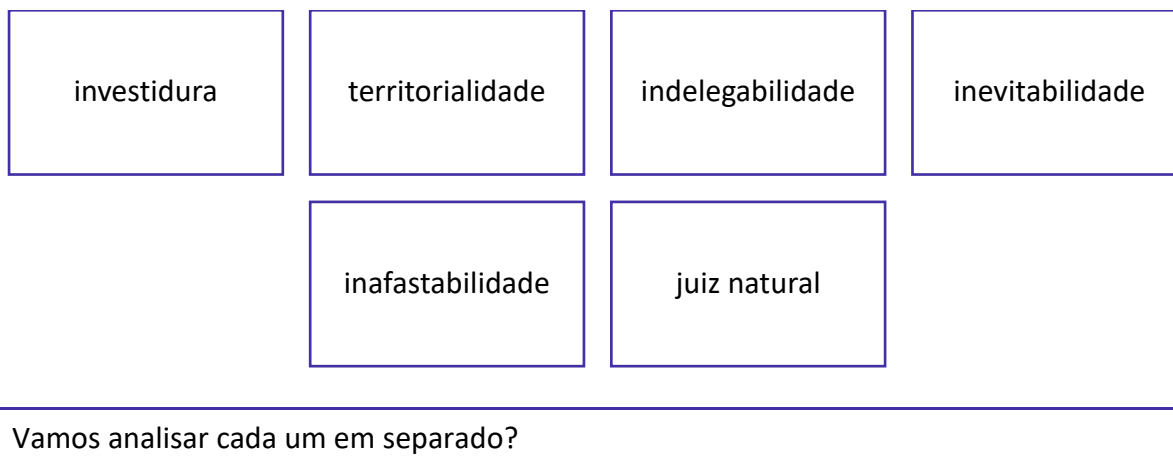 investidura
territorialidade
indelegabilidade
inevitabilidade
inafastabilidade
juiz natural
Vamos analisar cada um em separado?